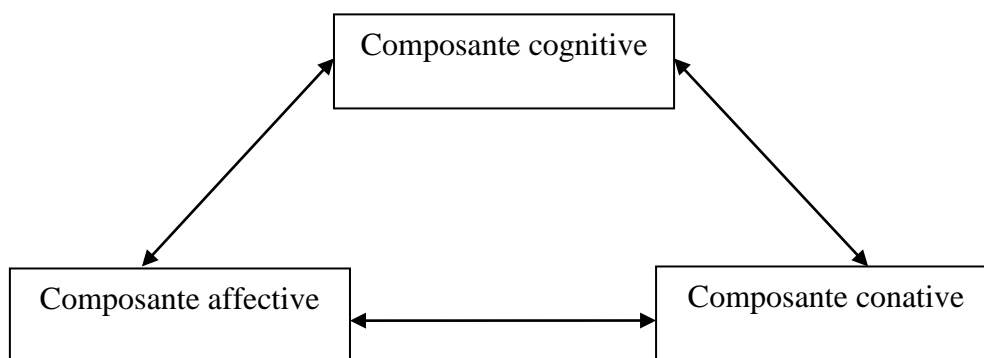 Composante cognitive
Composante affective
Composante conative